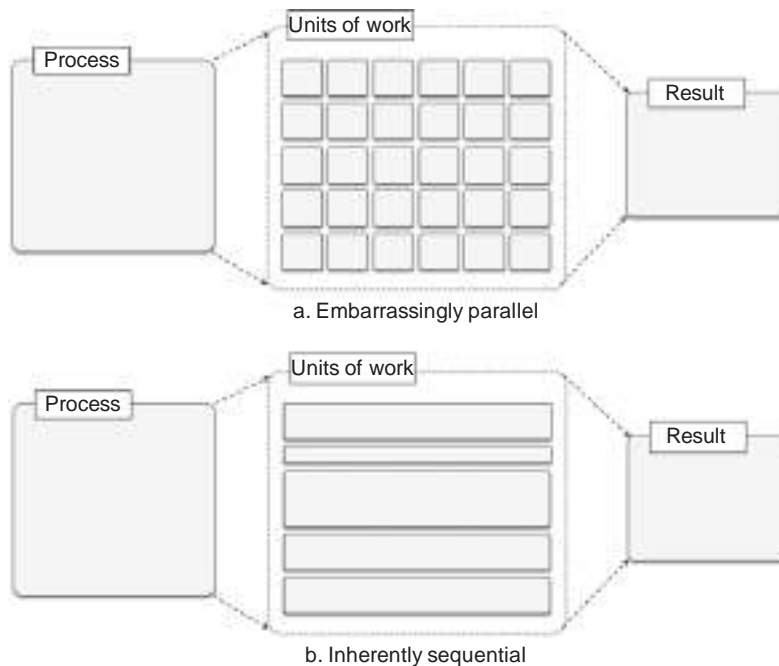 Units of work
Process
Result
a. Embarrassingly parallel
Units of work
Process
Result
b. Inherently sequential